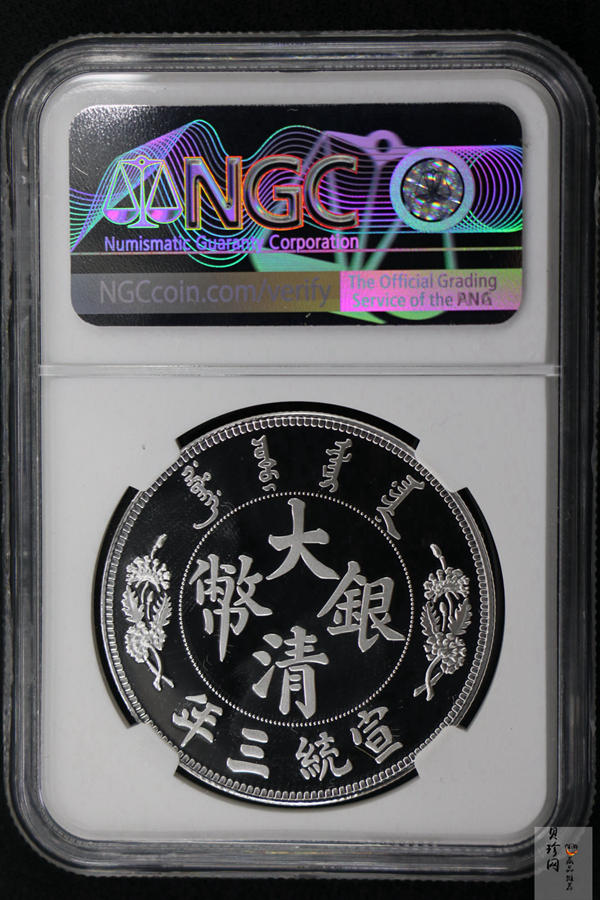 NGC
Numismatic Guaranty Corporation
NGCcoin.com/verify
The Official Grading
Service of the ANG
大
幣 銀
清
年三統宣